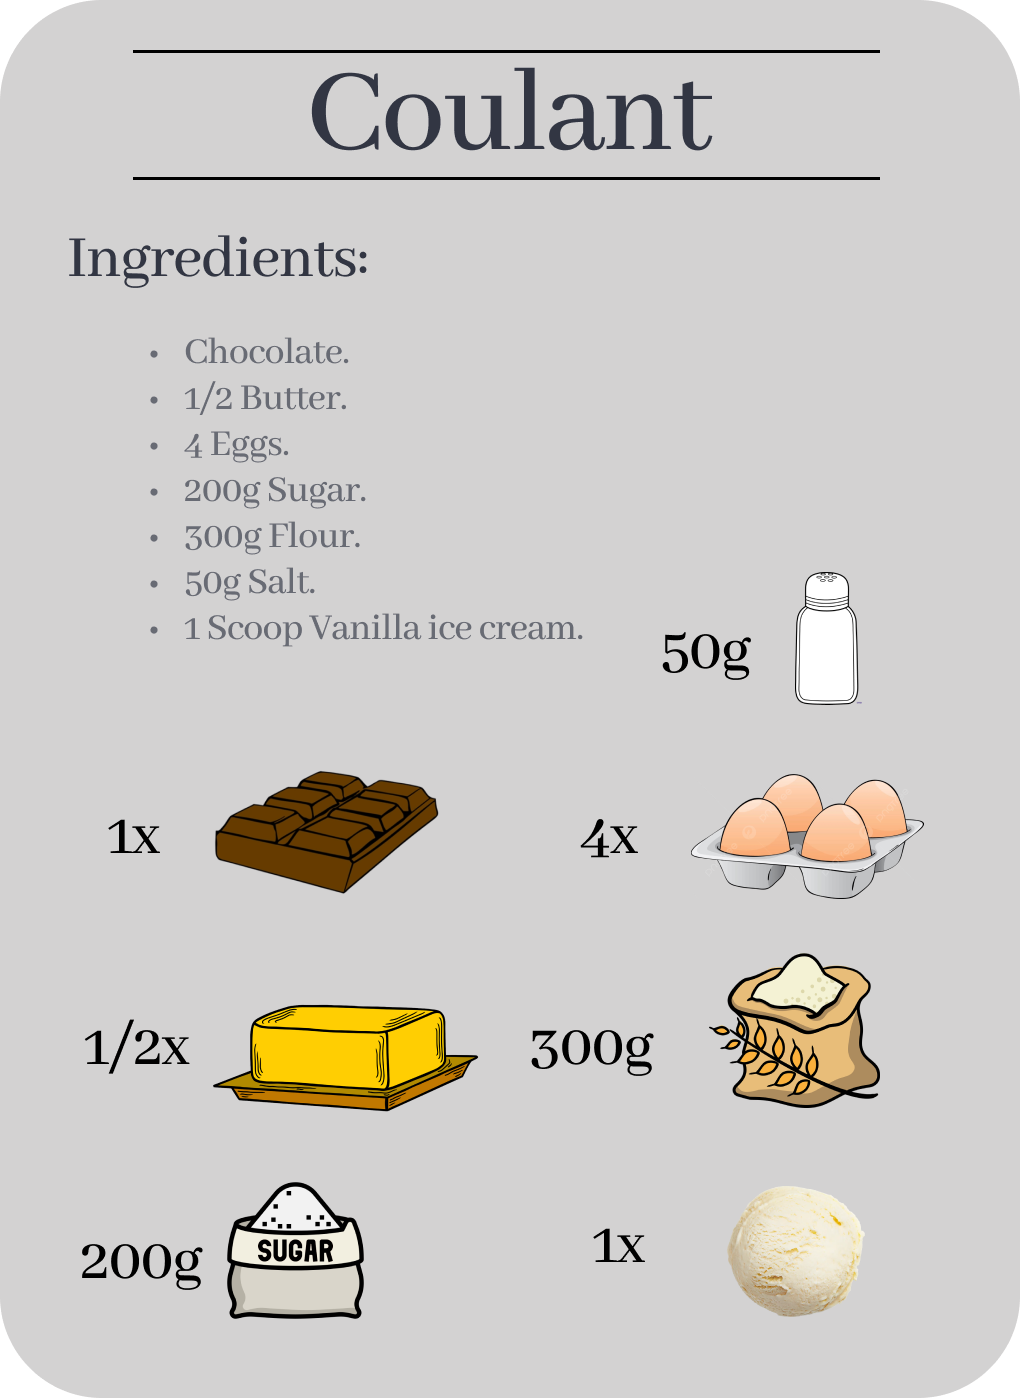 Coulant
Ingredients:
• Chocolate.
• 1/2 Butter.
• 4 Eggs.
• 200g Sugar.
• 300g Flour.
• 50g Salt.
• 1 Scoop Vanilla ice cream.
50g
1x
4x
1/2x
300g
200g
SUGAR
1x